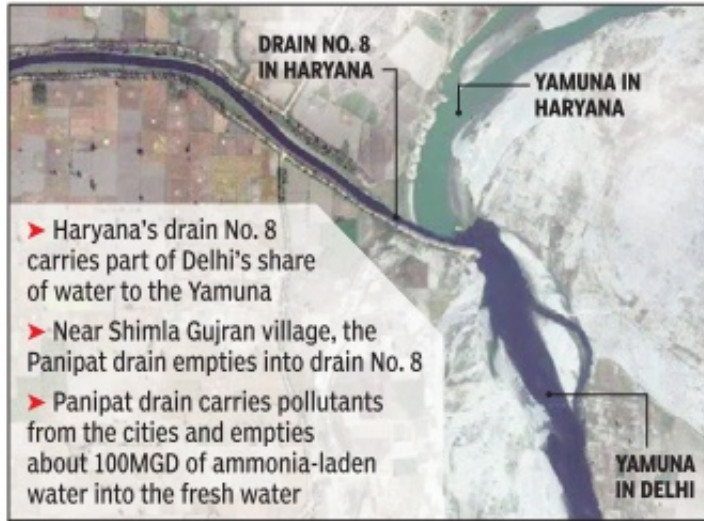 DRAIN NO. 8
IN HARYANA
YAMUNA IN
HARYANA
➤ Haryana's drain No. 8
carries part of Delhi's share
of water to the Yamuna
➤ Near Shimla Gujran village, the
Panipat drain empties into drain No. 8
➤ Panipat drain carries pollutants
from the cities and empties
about 100MGD of ammonia-laden
water into the fresh water
YAMUNA
IN DELHI